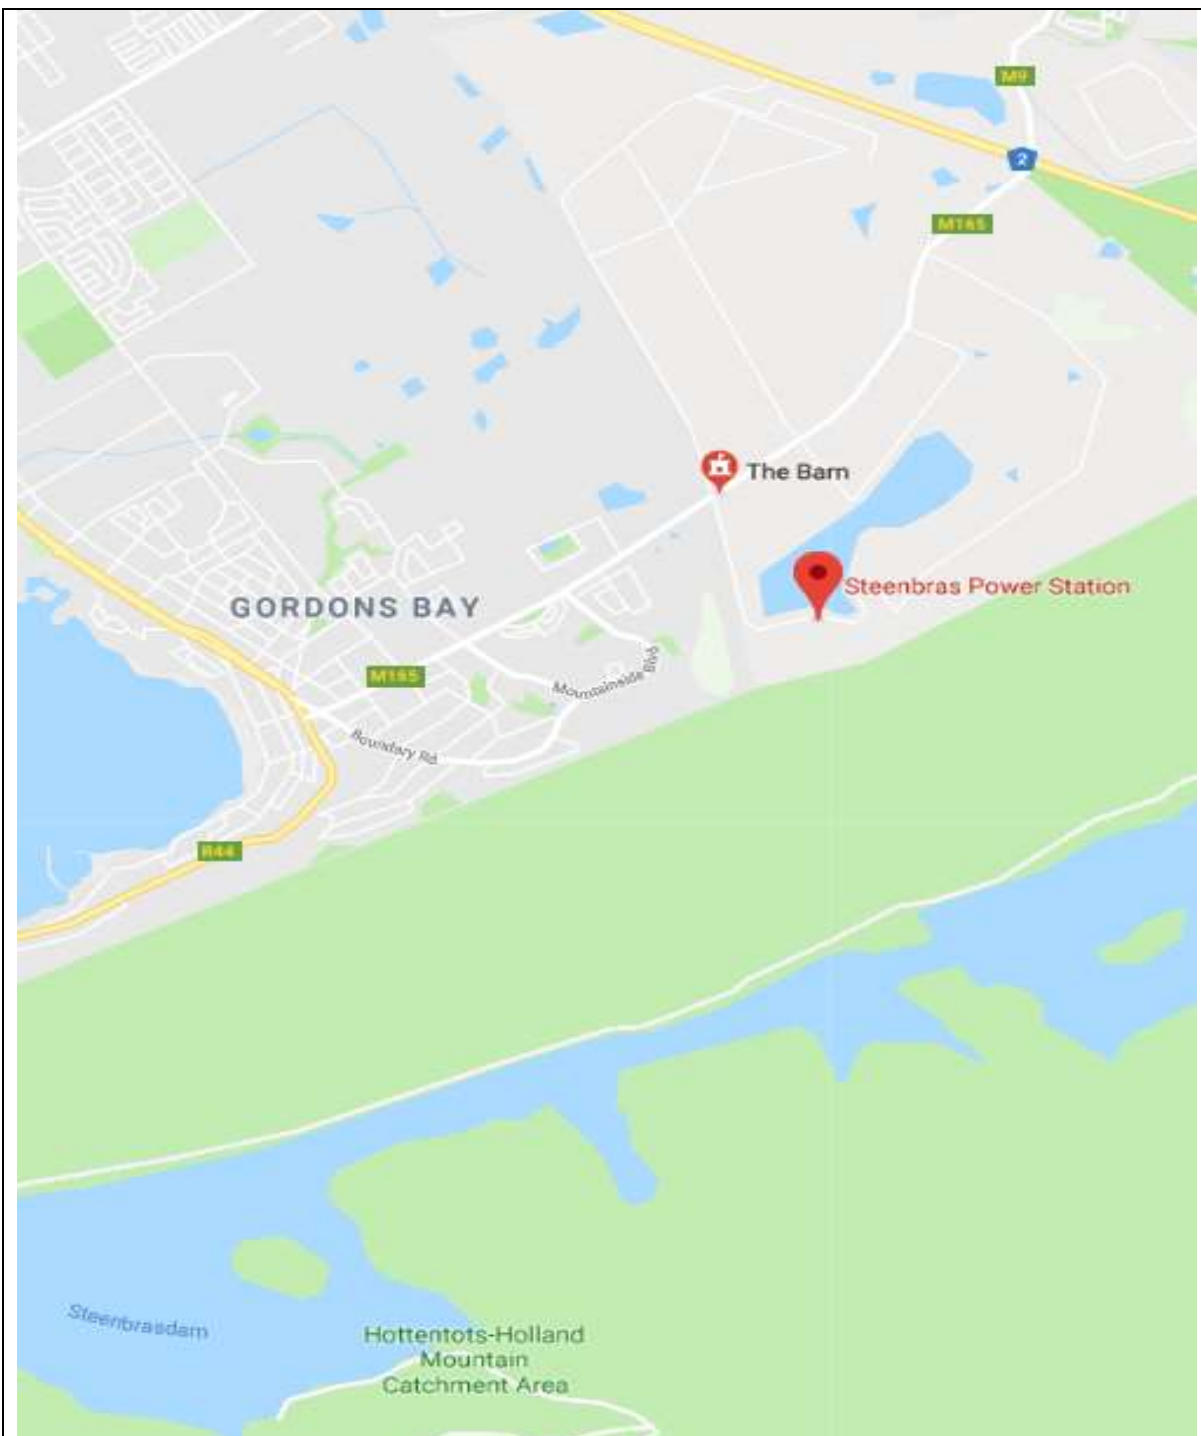 M9
2
M165
The Barn
Steenbras Power Station
GORDONS BAY
M165
Mountainside Blvd
Boundary Rd
R44
Steenbrasdam
Hottentots-Holland
Mountain
Catchment Area